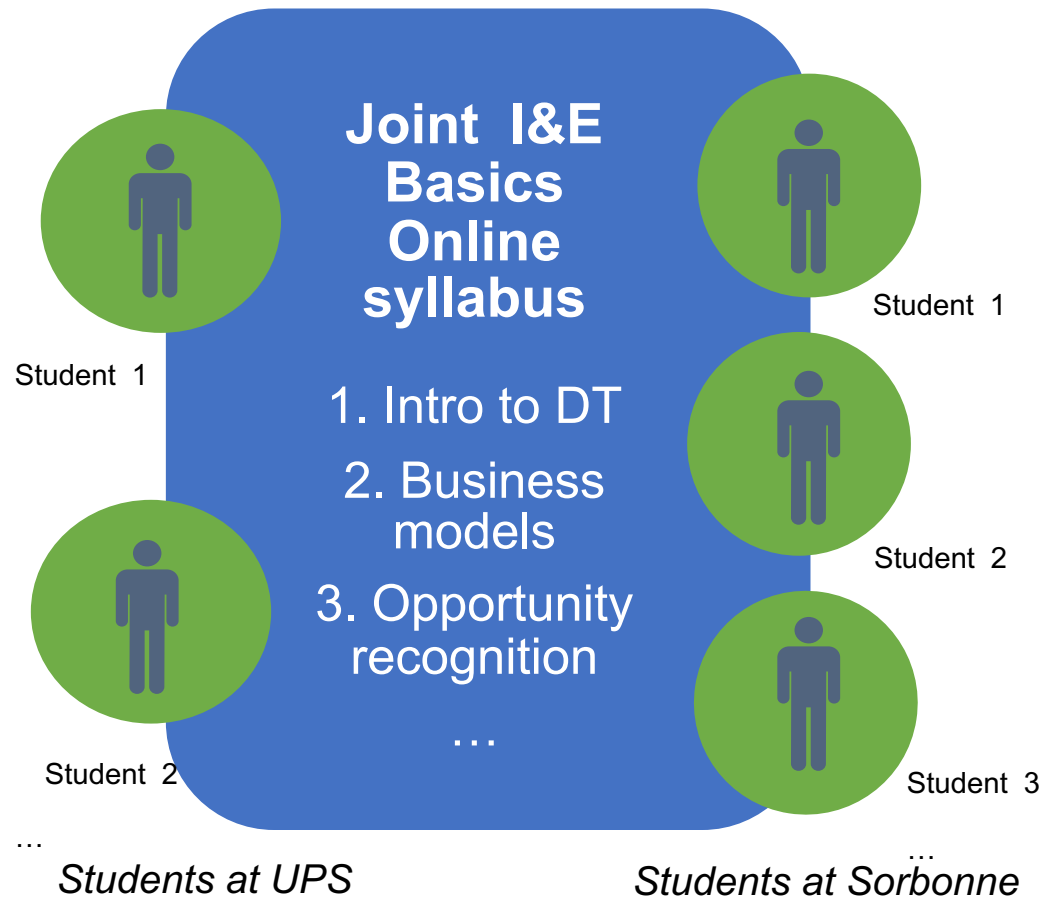 Joint I&E
Basics
Online
syllabus
1. Intro to DT
2. Business
models
3. Opportunity
recognition
…
Student 1
Student 2
…
Students at UPS
Student 1
Student 2
Student 3
…
Students at Sorbonne